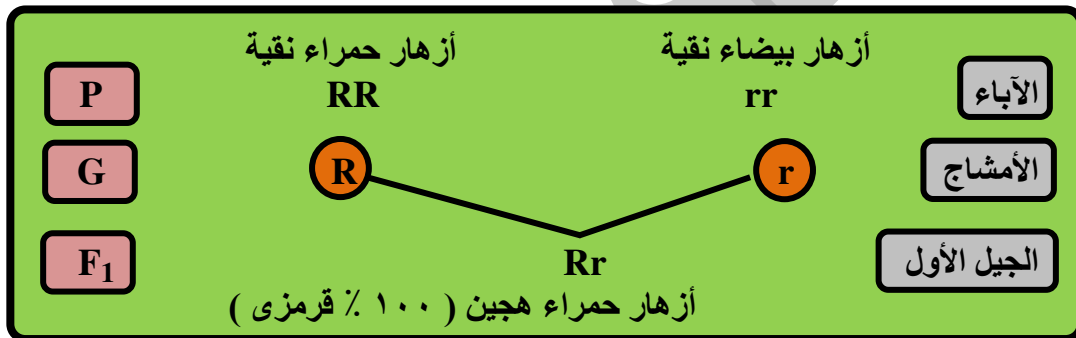 أزهار بيضاء نقية أزهار حمراء نقية
الآباء rr RR P
الأمشاج r R G
الجيل الأول Rr F1
أزهار حمراء هجين ( ١٠٠ ٪ قرمزى )